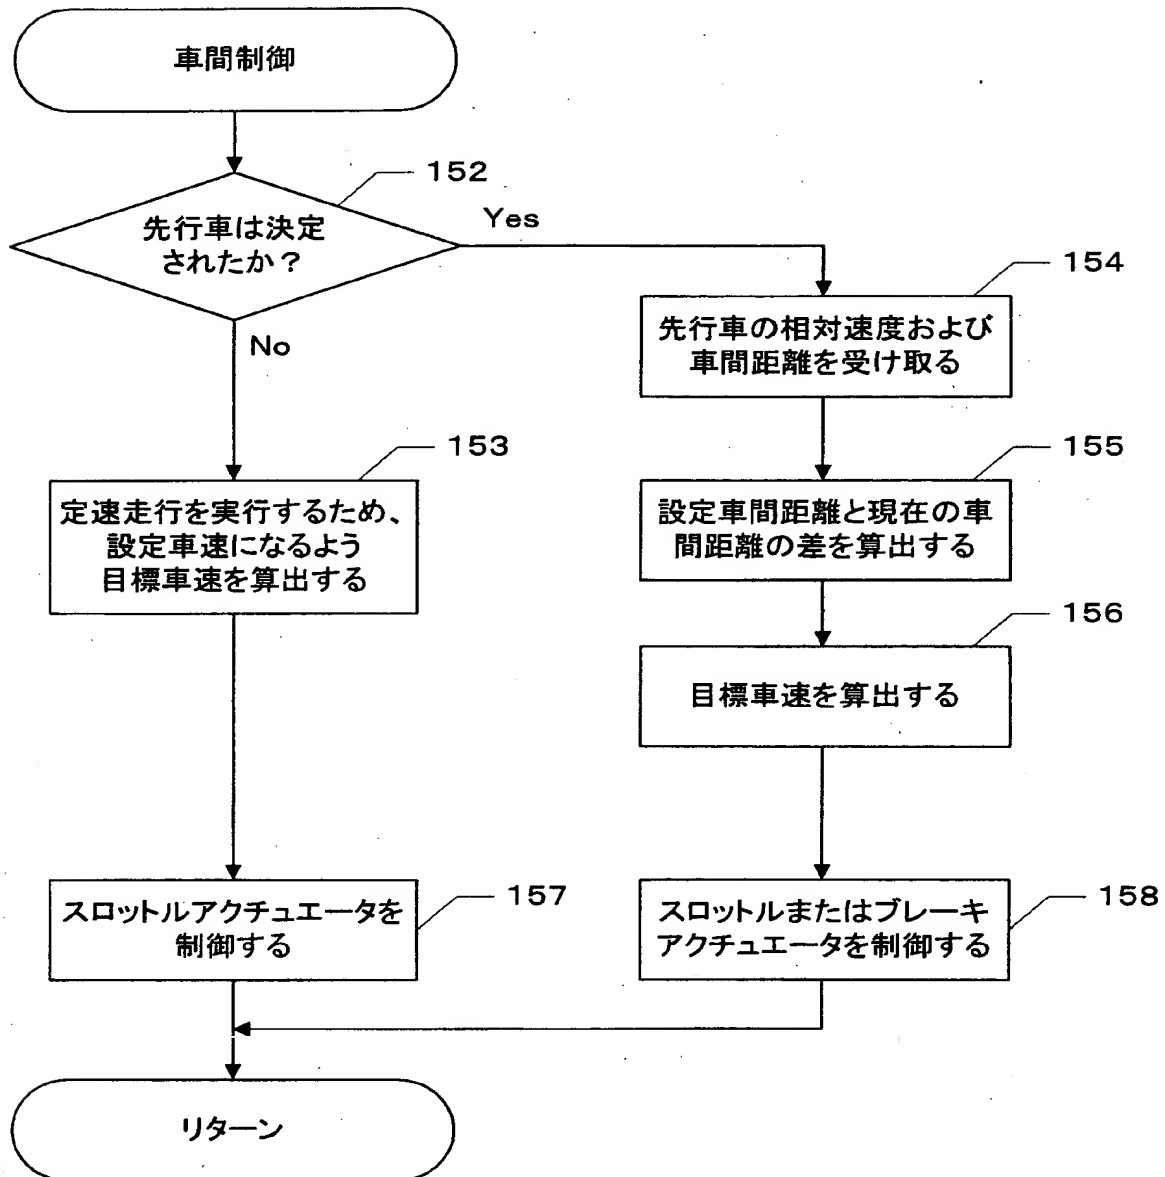 車間制御
152
先行車は決定
されたか？
Yes
No
154
先行車の相対速度および
車間距離を受け取る
153
定速走行を実行するため、
設定車速になるよう
目標車速を算出する
155
設定車間距離と現在の車
間距離の差を算出する
156
目標車速を算出する
157
スロットルアクチュエータを
制御する
158
スロットルまたはブレーキ
アクチュエータを制御する
リターン